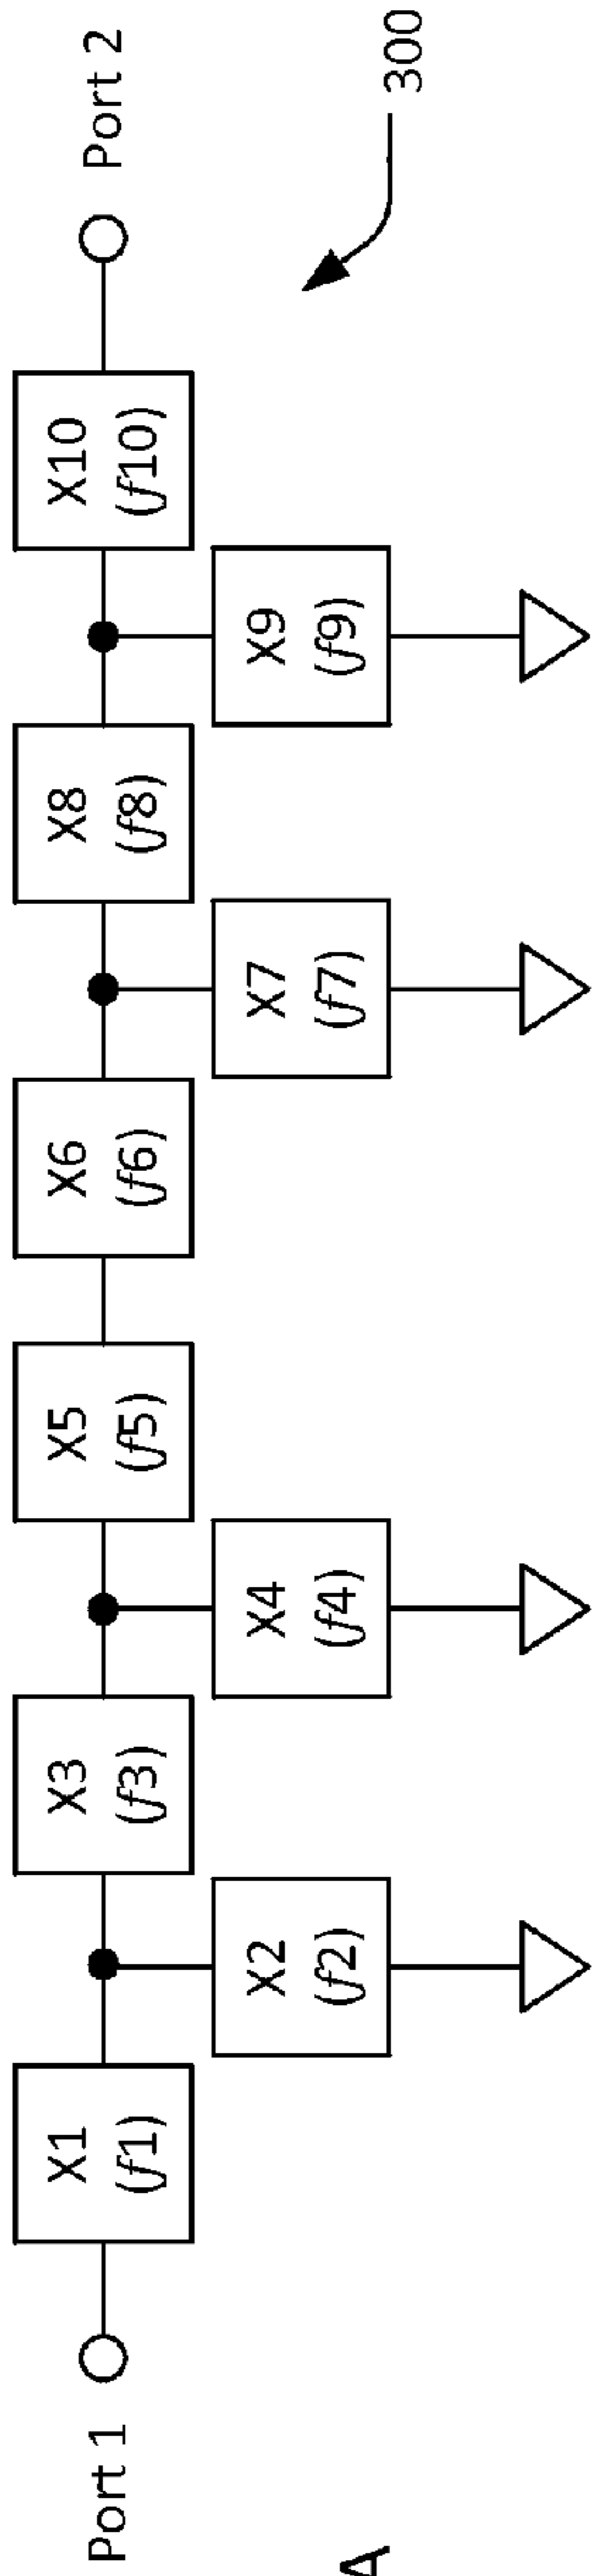 Port 1
X1
(f1)
X2
(f2)
X3
(f3)
X4
(f4)
X5
(f5)
X6
(f6)
X7
(f7)
X8
(f8)
X9
(f9)
X10
(f10)
Port 2
300
A